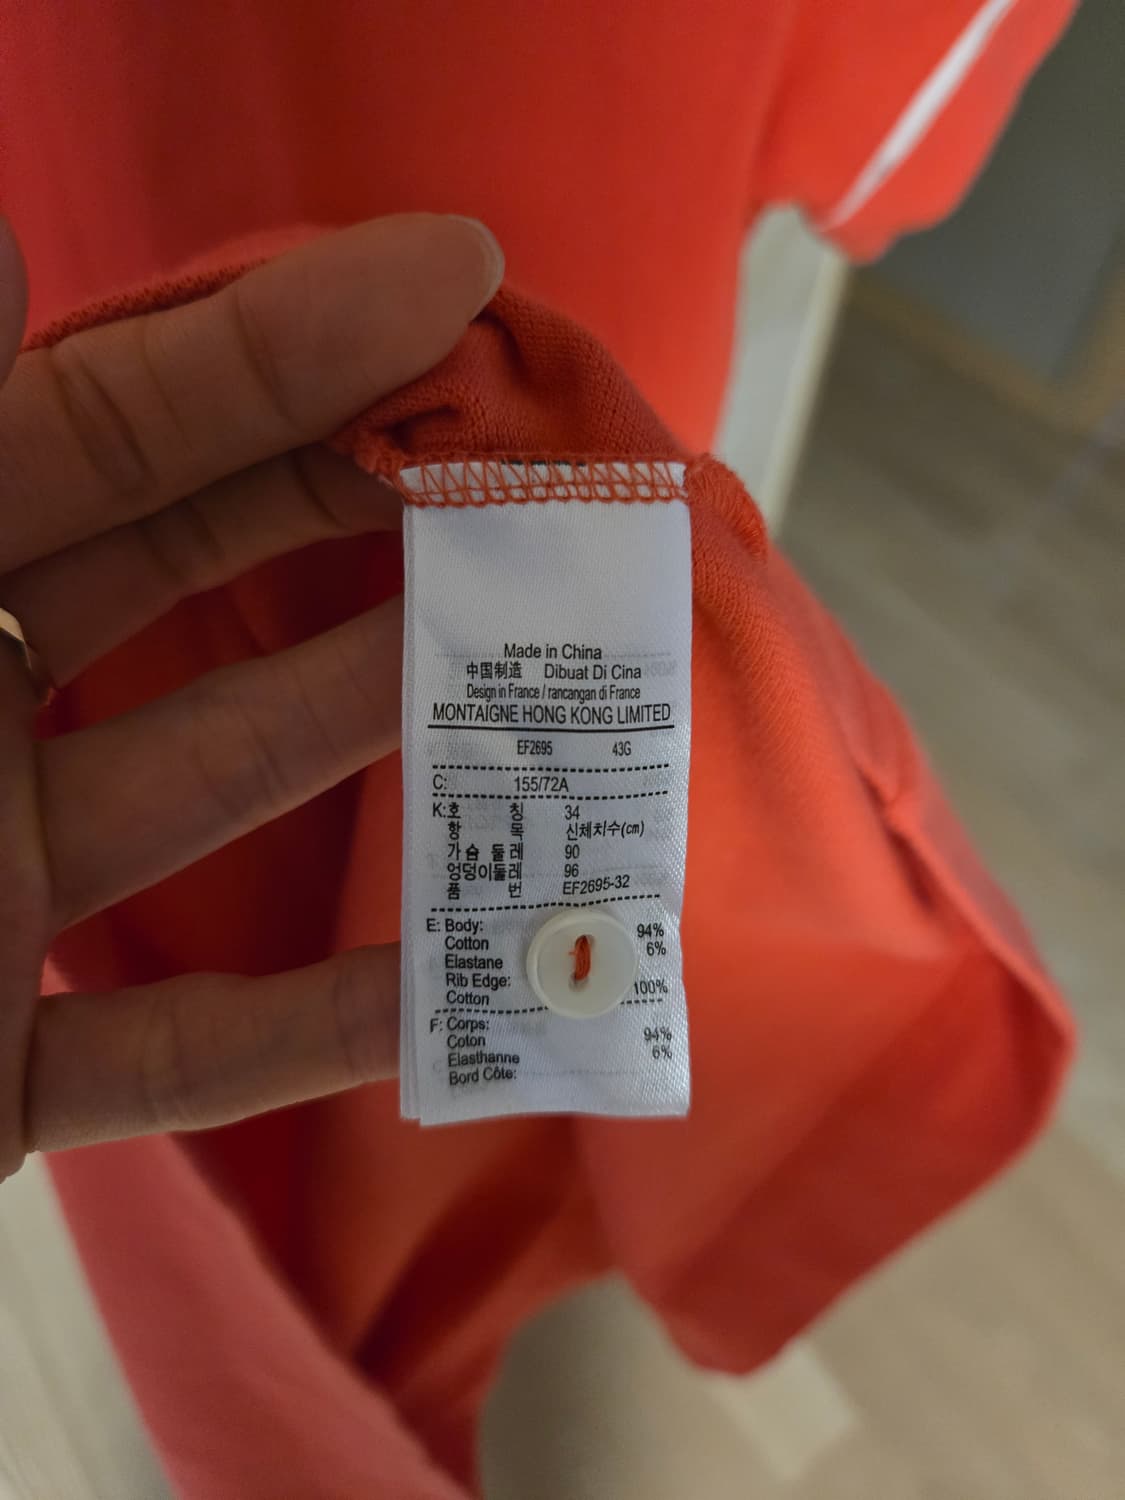 Made in China
中国制造 Dibuat Di Cina
Design in France / rancangan di France
MONTAIGNE HONG KONG LIMITED
EF2695 43G
C: 155/72A
K:호 칭 34
항 목 신체치수(cm)
가슴 둘레 90
엉덩이둘레 96
품 번 EF2695-32
E: Body:
Cotton 94%
Elastane 6%
Rib Edge:
Cotton 100%
F: Corps:
Coton 94%
Elasthanne 6%
Bord Côte: